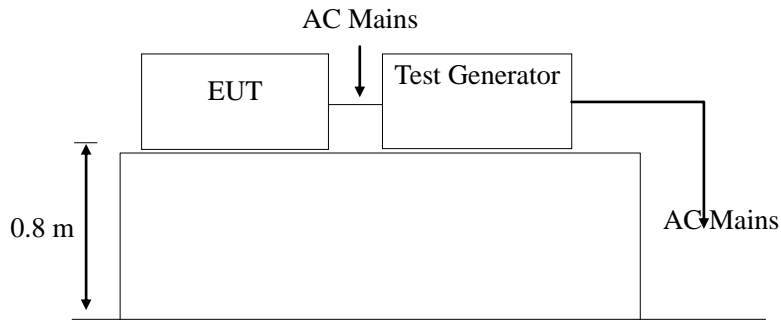 AC Mains
EUT
Test Generator
0.8 m
AC Mains